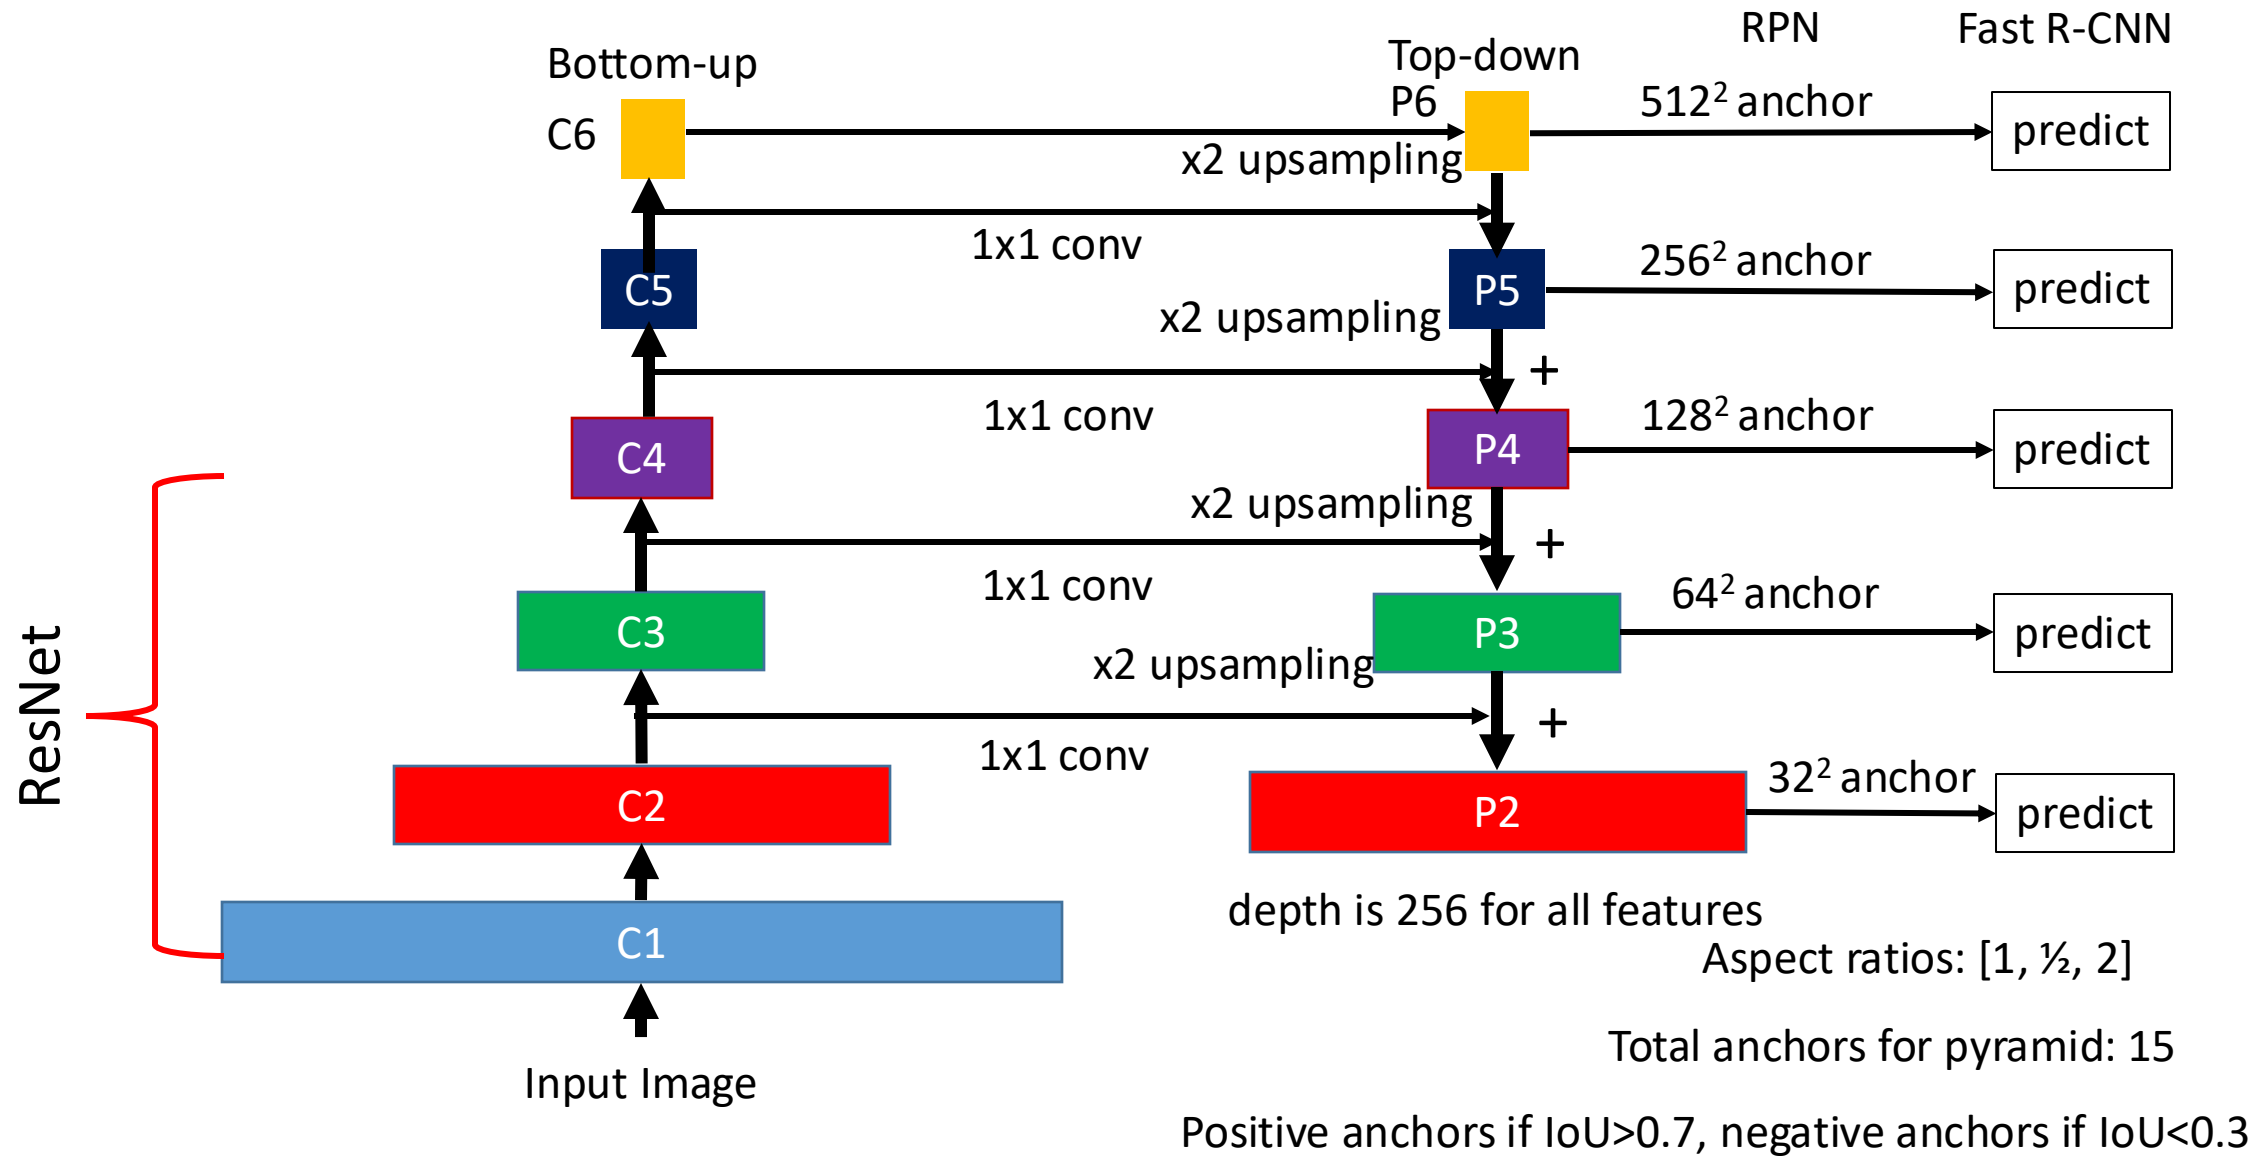 RPN
Fast R-CNN
Bottom-up
Top-down
C6
P6
512² anchor
predict
x2 upsampling
1x1 conv
C5
P5
256² anchor
predict
x2 upsampling
+
1x1 conv
C4
P4
128² anchor
predict
x2 upsampling
+
1x1 conv
C3
P3
64² anchor
predict
x2 upsampling
+
1x1 conv
ResNet
C2
P2
32² anchor
predict
C1
depth is 256 for all features
Aspect ratios: [1, ½, 2]
Input Image
Total anchors for pyramid: 15
Positive anchors if IoU>0.7, negative anchors if IoU<0.3